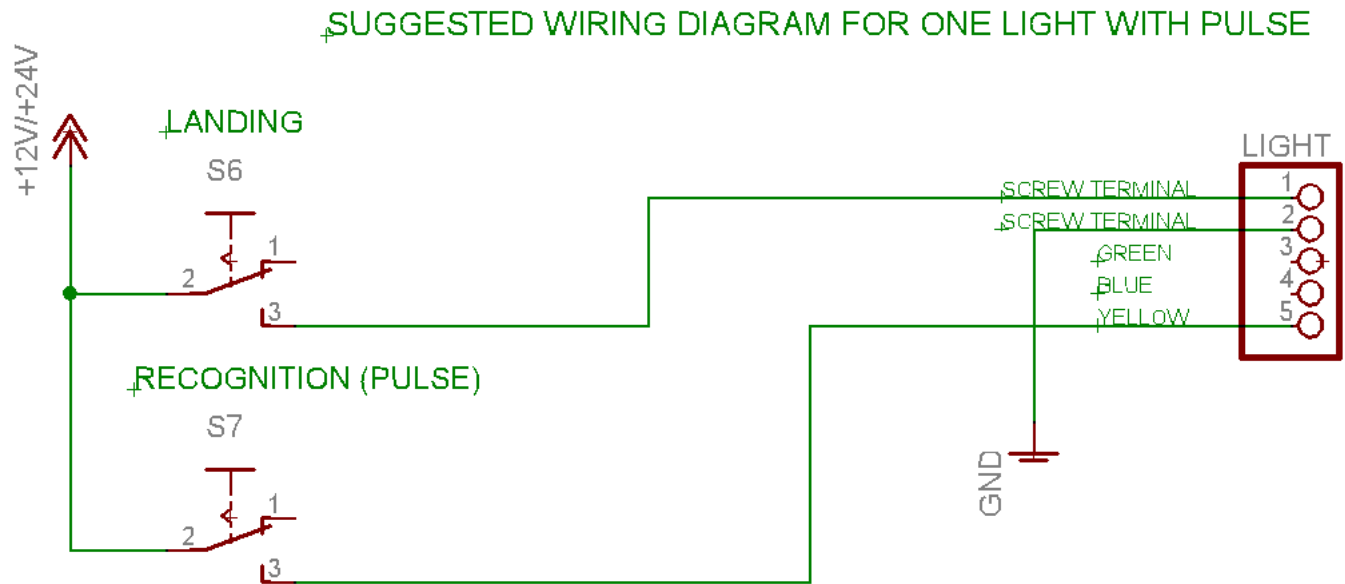 SUGGESTED WIRING DIAGRAM FOR ONE LIGHT WITH PULSE
+12V/+24V
LANDING
S6
1
2
3
LIGHT
SCREW TERMINAL 1
SCREW TERMINAL 2
GREEN 3
BLUE 4
YELLOW 5
RECOGNITION (PULSE)
S7
1
2
3
GND